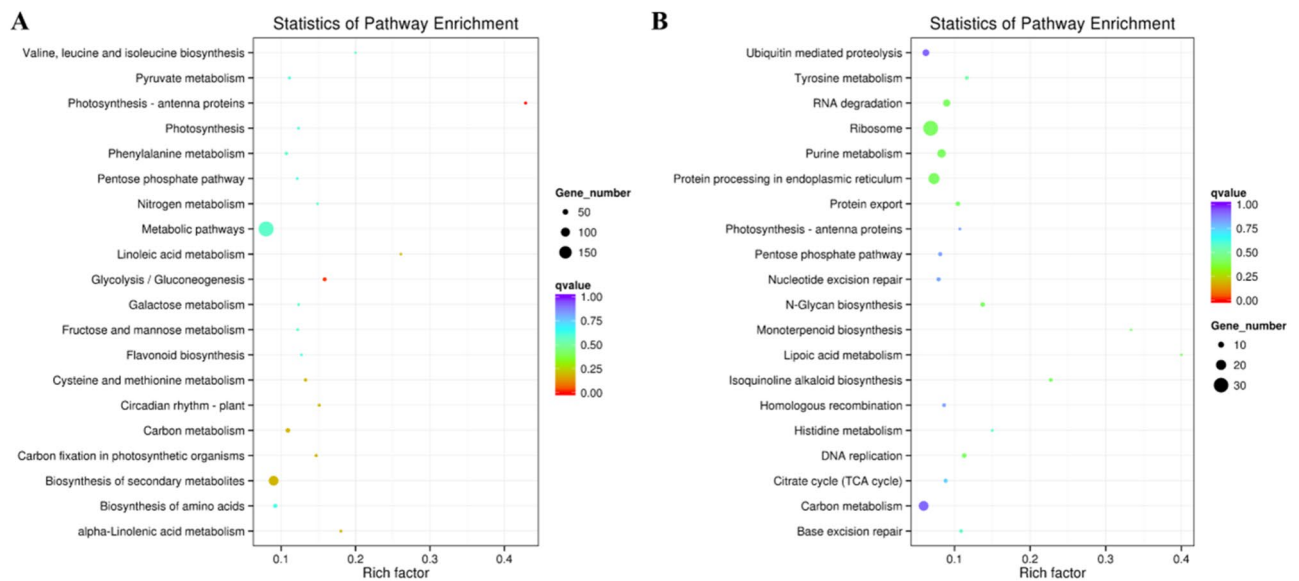 A
Statistics of Pathway Enrichment
Valine, leucine and isoleucine biosynthesis
Pyruvate metabolism
Photosynthesis - antenna proteins
Photosynthesis
Phenylalanine metabolism
Pentose phosphate pathway
Nitrogen metabolism
Metabolic pathways
Linoleic acid metabolism
Glycolysis / Gluconeogenesis
Galactose metabolism
Fructose and mannose metabolism
Flavonoid biosynthesis
Cysteine and methionine metabolism
Circadian rhythm - plant
Carbon metabolism
Carbon fixation in photosynthetic organisms
Biosynthesis of secondary metabolites
Biosynthesis of amino acids
alpha-Linolenic acid metabolism
0.1 0.2 0.3 0.4
Rich factor
Gene_number
50
100
150
qvalue
1.00
0.75
0.50
0.25
0.00
B
Statistics of Pathway Enrichment
Ubiquitin mediated proteolysis
Tyrosine metabolism
RNA degradation
Ribosome
Purine metabolism
Protein processing in endoplasmic reticulum
Protein export
Photosynthesis - antenna proteins
Pentose phosphate pathway
Nucleotide excision repair
N-Glycan biosynthesis
Monoterpenoid biosynthesis
Lipoic acid metabolism
Isoquinoline alkaloid biosynthesis
Homologous recombination
Histidine metabolism
DNA replication
Citrate cycle (TCA cycle)
Carbon metabolism
Base excision repair
0.1 0.2 0.3 0.4
Rich factor
qvalue
1.00
0.75
0.50
0.25
0.00
Gene_number
10
20
30